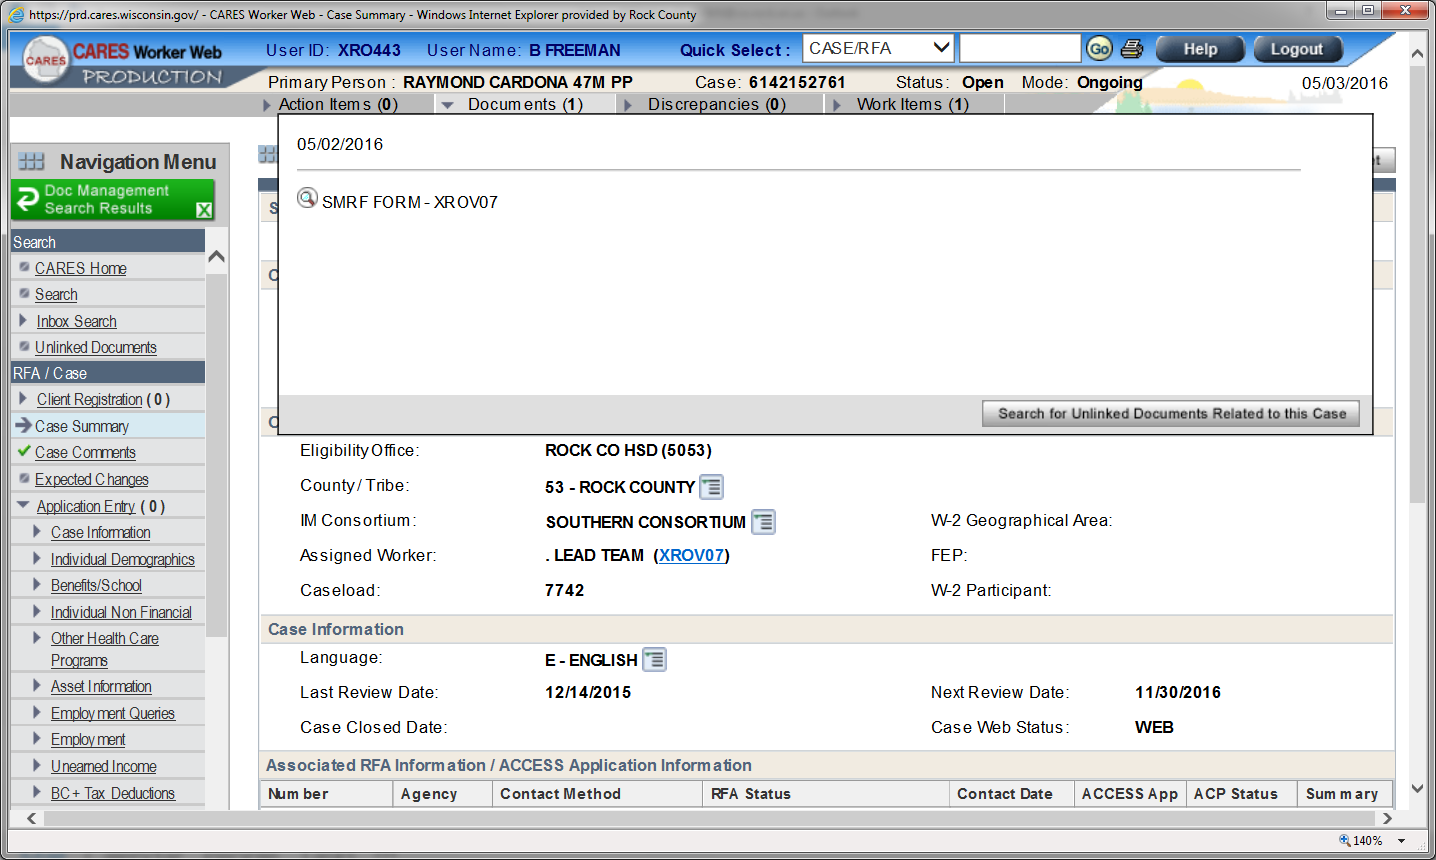 https://prd.cares.wisconsin.gov/ - CARES Worker Web - Case Summary - Windows Internet Explorer provided by Rock County
CARES
CARES Worker Web
PRODUCTION
User ID: XRO443 User Name: B FREEMAN Quick Select : CASE/RFA Go Help Logout
Primary Person : RAYMOND CARDONA 47M PP Case: 6142152761 Status: Open Mode: Ongoing 05/03/2016
Action Items (0) Documents (1) Discrepancies (0) Work Items (1)
05/02/2016
SMRF FORM - XROV07
Search for Unlinked Documents Related to this Case
Navigation Menu
Doc Management
Search Results
Search
CARES Home
Search
Inbox Search
Unlinked Documents
RFA / Case
Client Registration ( 0 )
Case Summary
Case Comments
Expected Changes
Application Entry ( 0 )
Case Information
Individual Demographics
Benefits/School
Individual Non Financial
Other Health Care
Programs
Asset Information
Employment Queries
Employment
Unearned Income
BC+ Tax Deductions
Eligibility Office: ROCK CO HSD (5053)
County / Tribe: 53 - ROCK COUNTY
IM Consortium: SOUTHERN CONSORTIUM W-2 Geographical Area:
Assigned Worker: . LEAD TEAM (XROV07) FEP:
Caseload: 7742 W-2 Participant:
Case Information
Language: E - ENGLISH
Last Review Date: 12/14/2015 Next Review Date: 11/30/2016
Case Closed Date: Case Web Status: WEB
Associated RFA Information / ACCESS Application Information
Number Agency Contact Method RFA Status Contact Date ACCESS App ACP Status Summary
140%